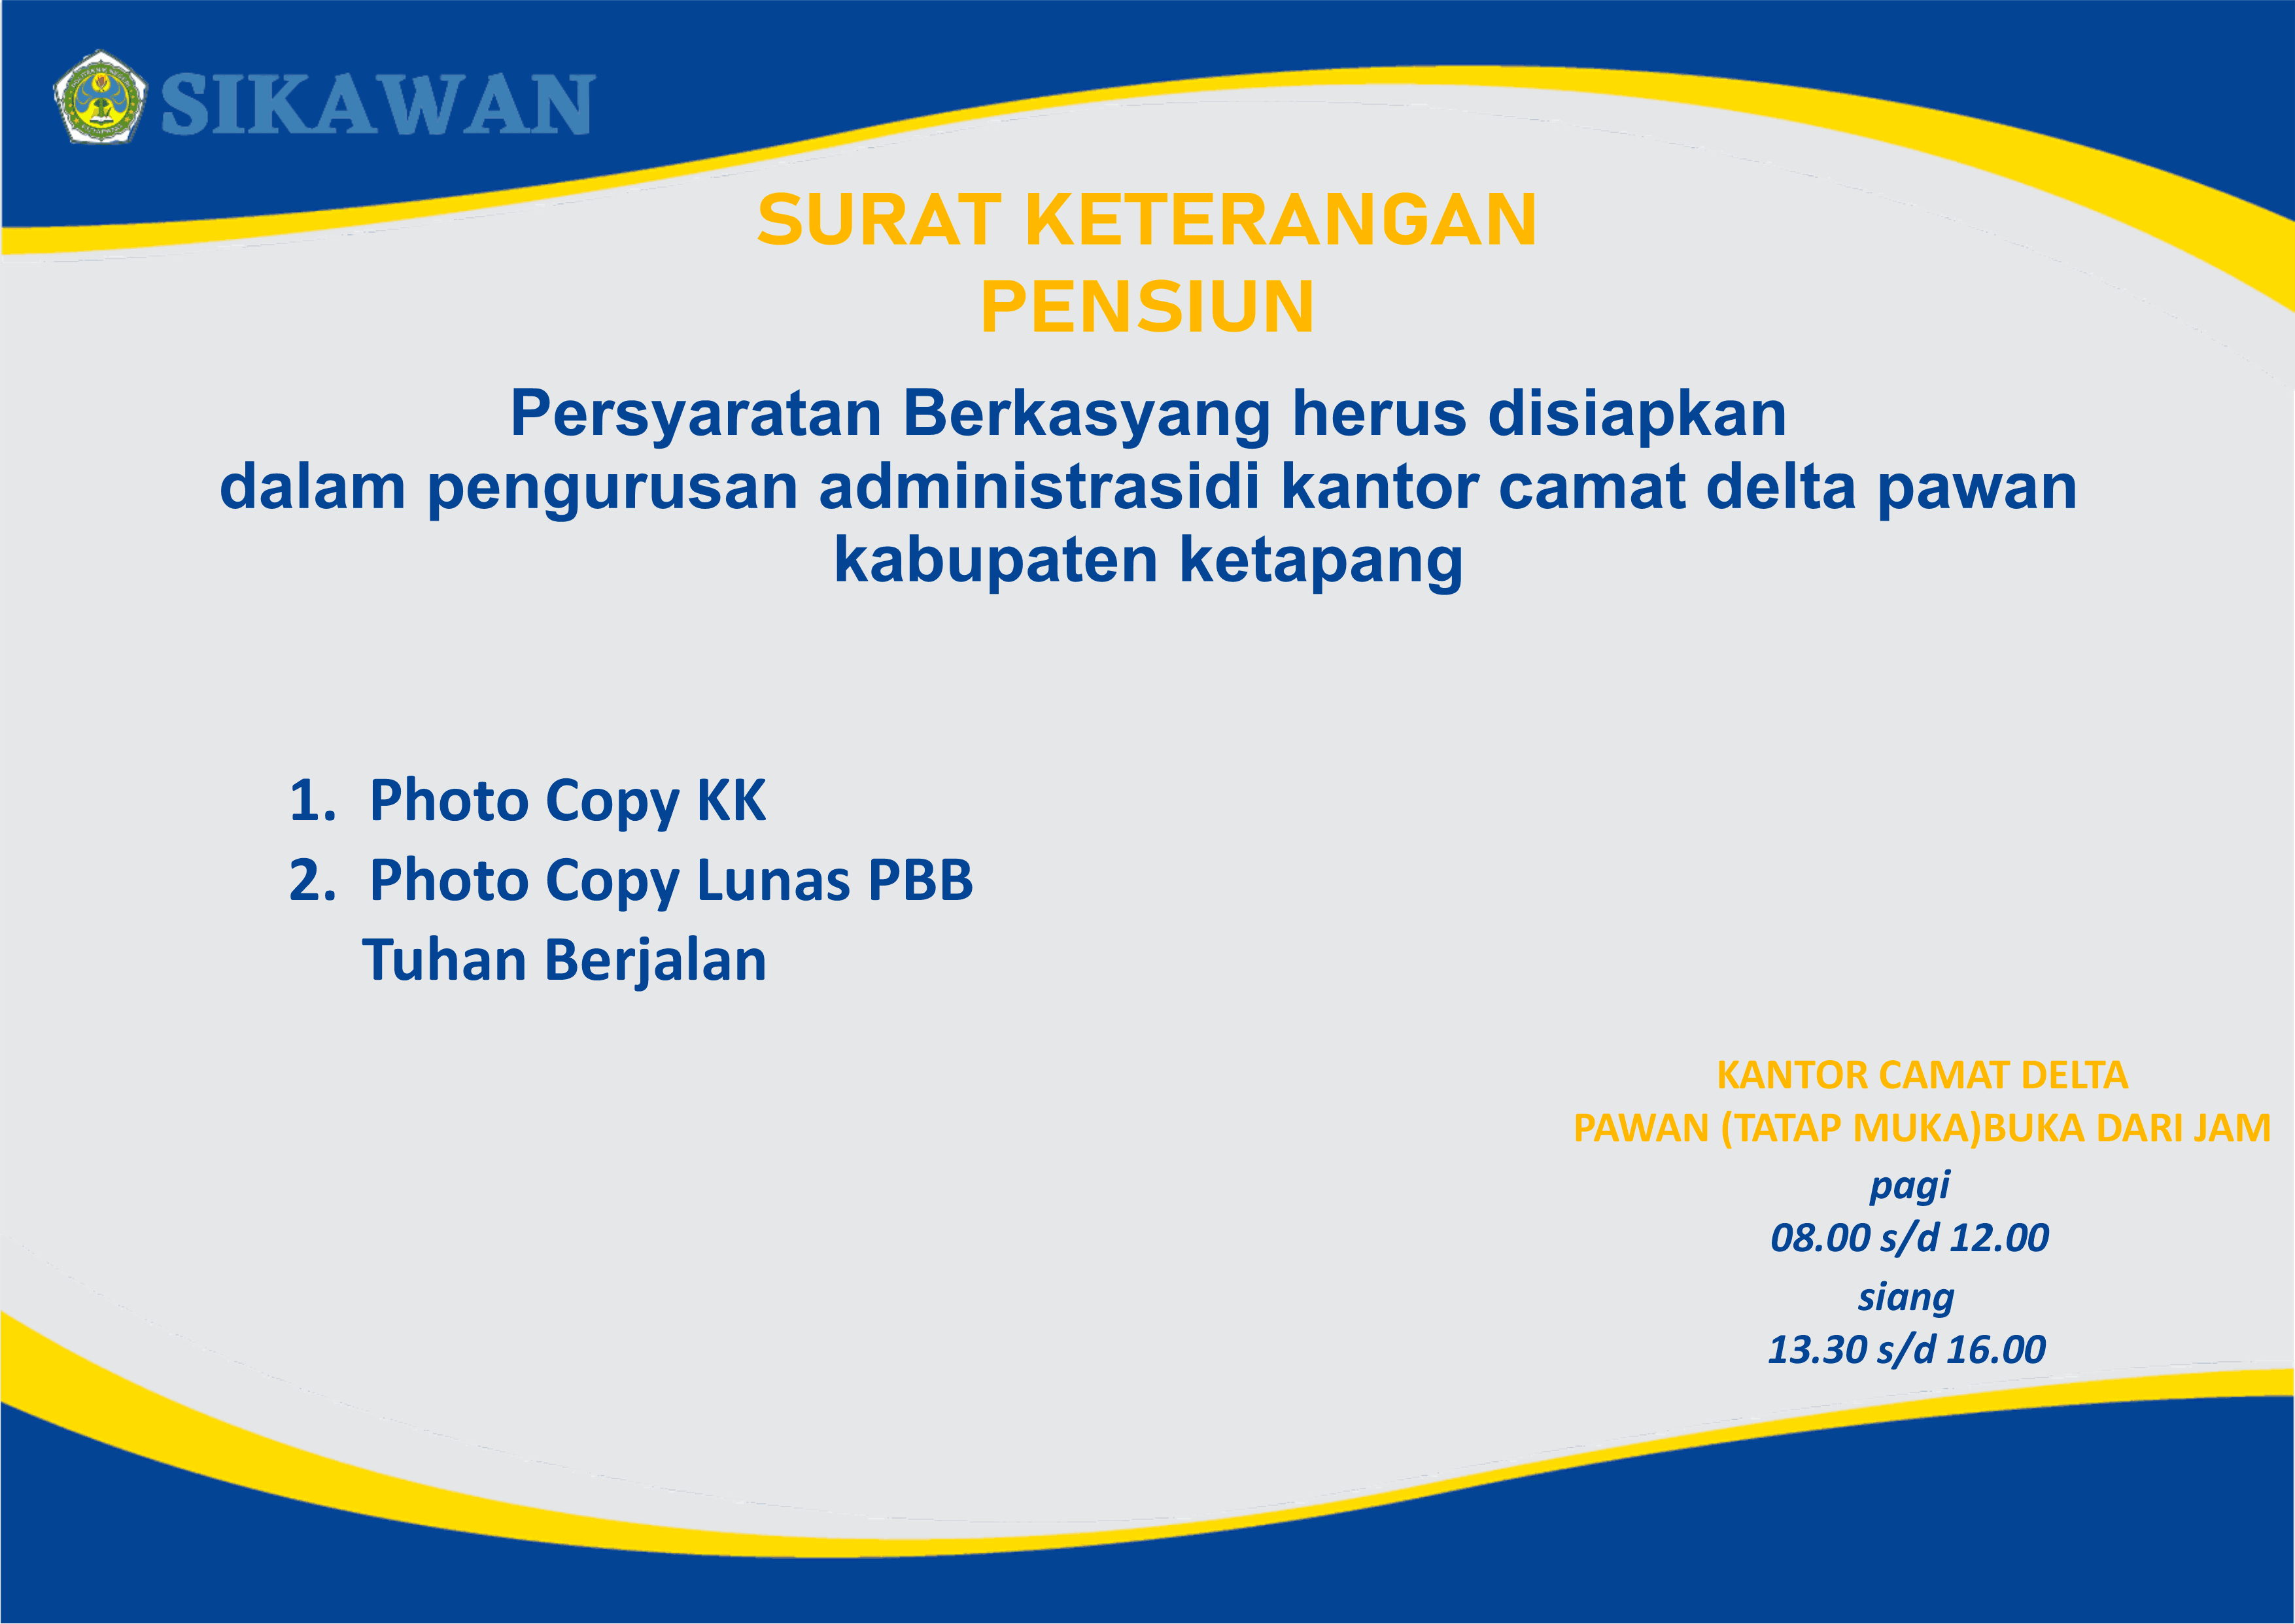 SIKAWAN
SURAT KETERANGAN
PENSIUN
Persyaratan Berkasyang herus disiapkan
dalam pengurusan administrasidi kantor camat delta pawan
kabupaten ketapang
1. Photo Copy KK
2. Photo Copy Lunas PBB
Tuhan Berjalan
KANTOR CAMAT DELTA
PAWAN (TATAP MUKA)BUKA DARI JAM
pagi
08.00 s/d 12.00
siang
13.30 s/d 16.00